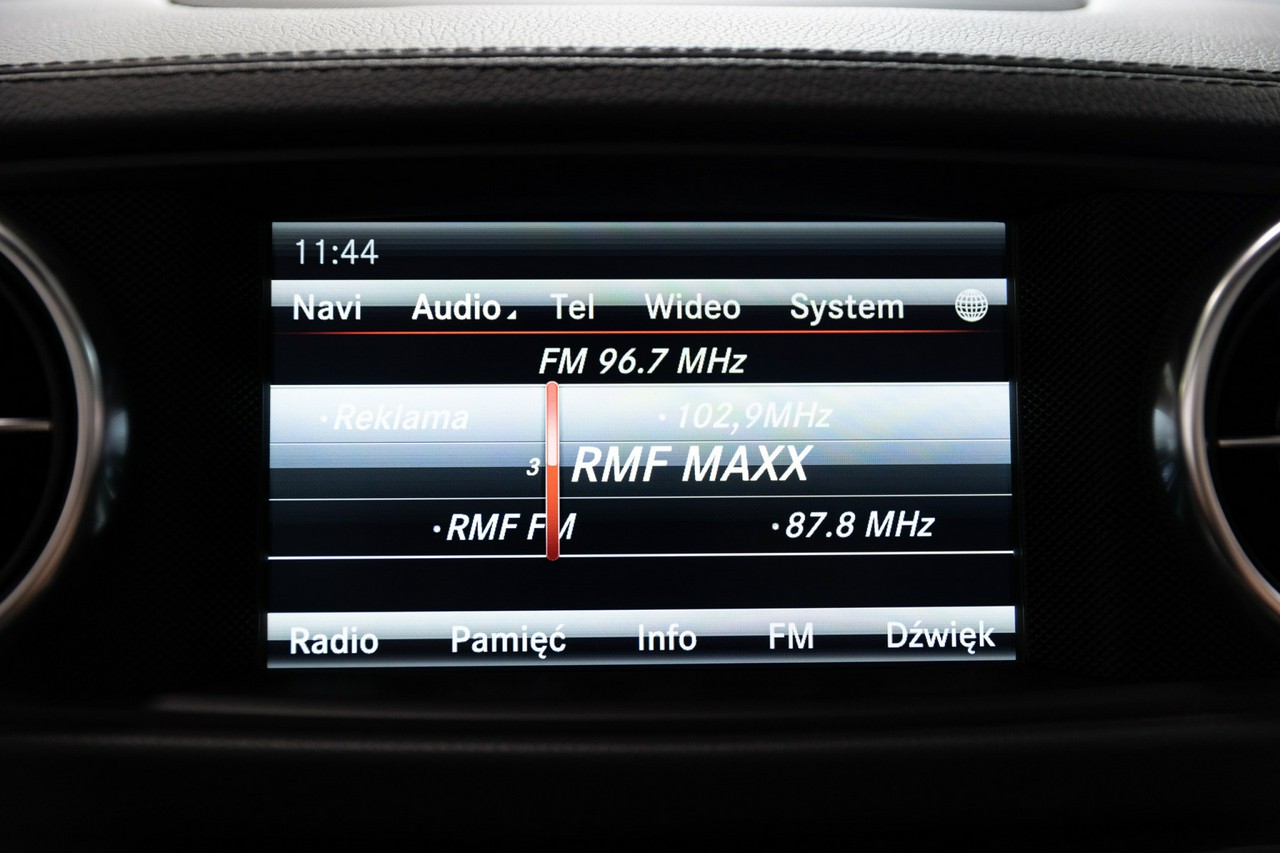 11:44
Navi Audio Tel Wideo System
FM 96.7 MHz
·Reklama ·102,9MHz
3 RMF MAXX
·RMF FM ·87.8 MHz
Radio Pamięć Info FM Dźwięk